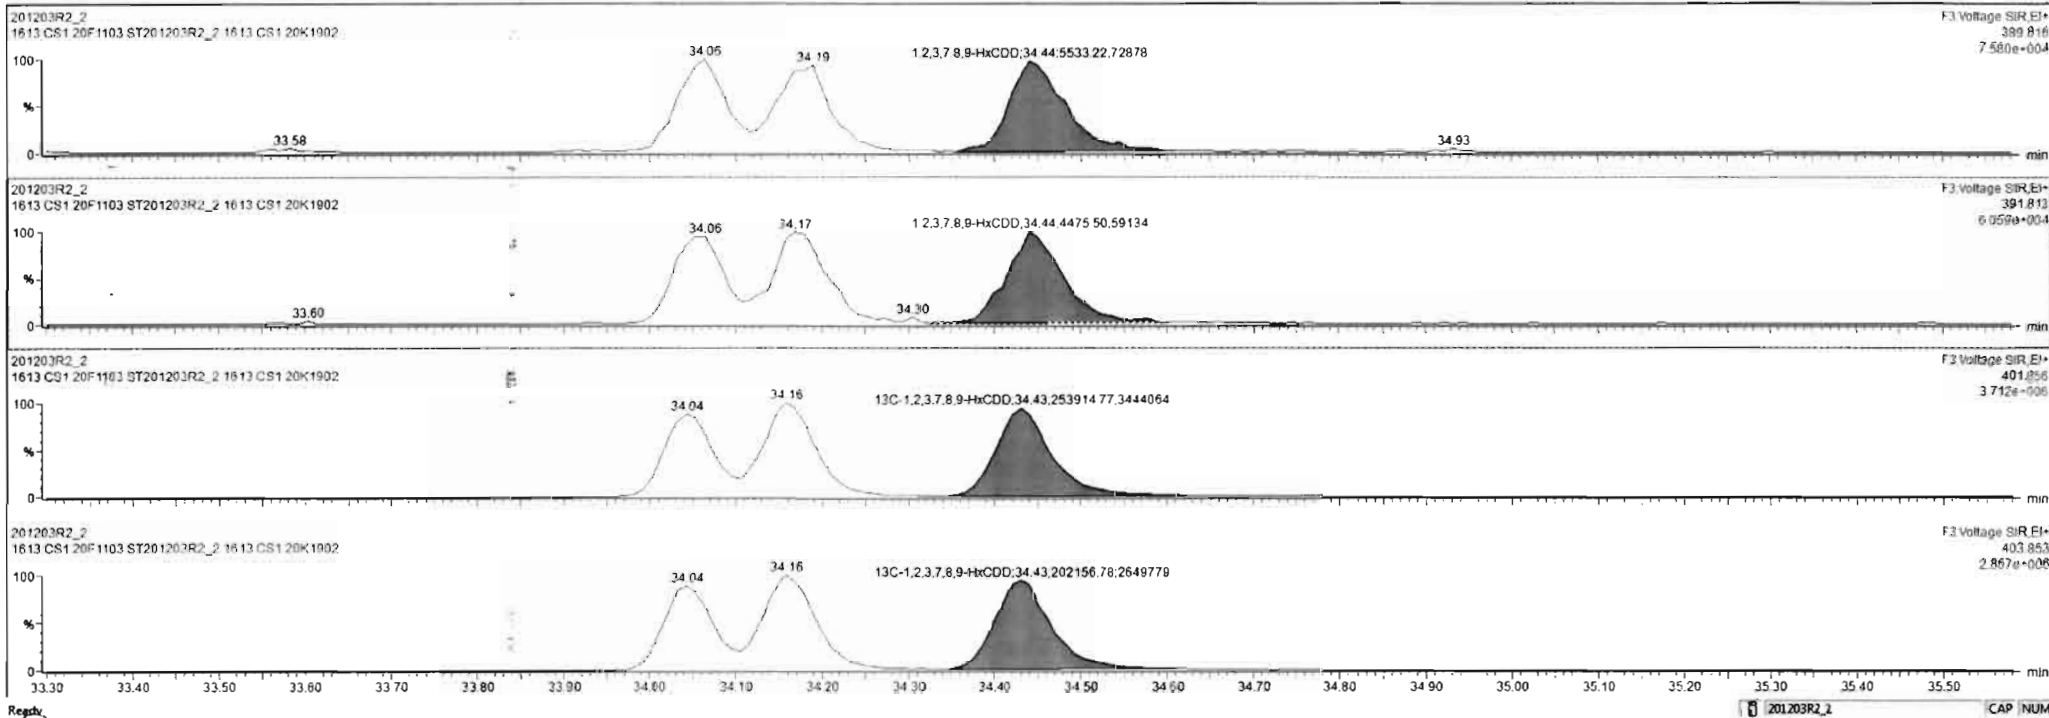 201203R2_2 F3:Voltage SIR,EI+
1613 CS1 20F1103 ST201203R2_2 1613 CS1 20K1902 389.816
7.580e+004
34.06 34.19 1,2,3,7,8,9-HxCDD;34.44;5533.22;72878
100
%
33.58 34.93
0 min
201203R2_2 F3:Voltage SIR,EI+
1613 CS1 20F1103 ST201203R2_2 1613 CS1 20K1902 391.813
6.059e+004
34.06 34.17 1,2,3,7,8,9-HxCDD;34.44;4475.50;59134
100
%
33.60 34.30
0 min
201203R2_2 F3:Voltage SIR,EI+
1613 CS1 20F1103 ST201203R2_2 1613 CS1 20K1902 401.856
3.712e+006
34.04 34.16 13C-1,2,3,7,8,9-HxCDD;34.43;253914.77;3444064
100
%
0 min
201203R2_2 F3:Voltage SIR,EI+
1613 CS1 20F1103 ST201203R2_2 1613 CS1 20K1902 403.853
2.867e+006
34.04 34.16 13C-1,2,3,7,8,9-HxCDD;34.43;202156.78;2649779
100
%
0 min
33.30 33.40 33.50 33.60 33.70 33.80 33.90 34.00 34.10 34.20 34.30 34.40 34.50 34.60 34.70 34.80 34.90 35.00 35.10 35.20 35.30 35.40 35.50
Ready 201203R2_2 CAP NUM